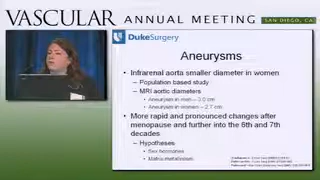 VASCULAR ANNUAL MEETING SAN DIEGO, CA
DukeSurgery
Aneurysms
• Infrarenal aorta smaller diameter in women
– Population based study
– MRI aortic diameters
• Aneurysm in men – 3.0 cm
• Aneurysm in women – 2.7 cm
• More rapid and pronounced changes after
menopause and further into the 6th and 7th
decades
– Hypotheses
• Sex hormones
• Matrix metabolism